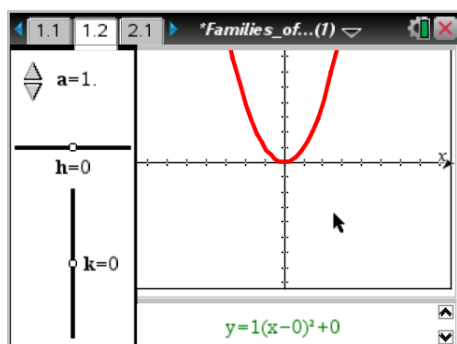 1.1 1.2 2.1 *Families_of...(1)
a=1.
h=0
k=0
x
y=1(x−0)²+0